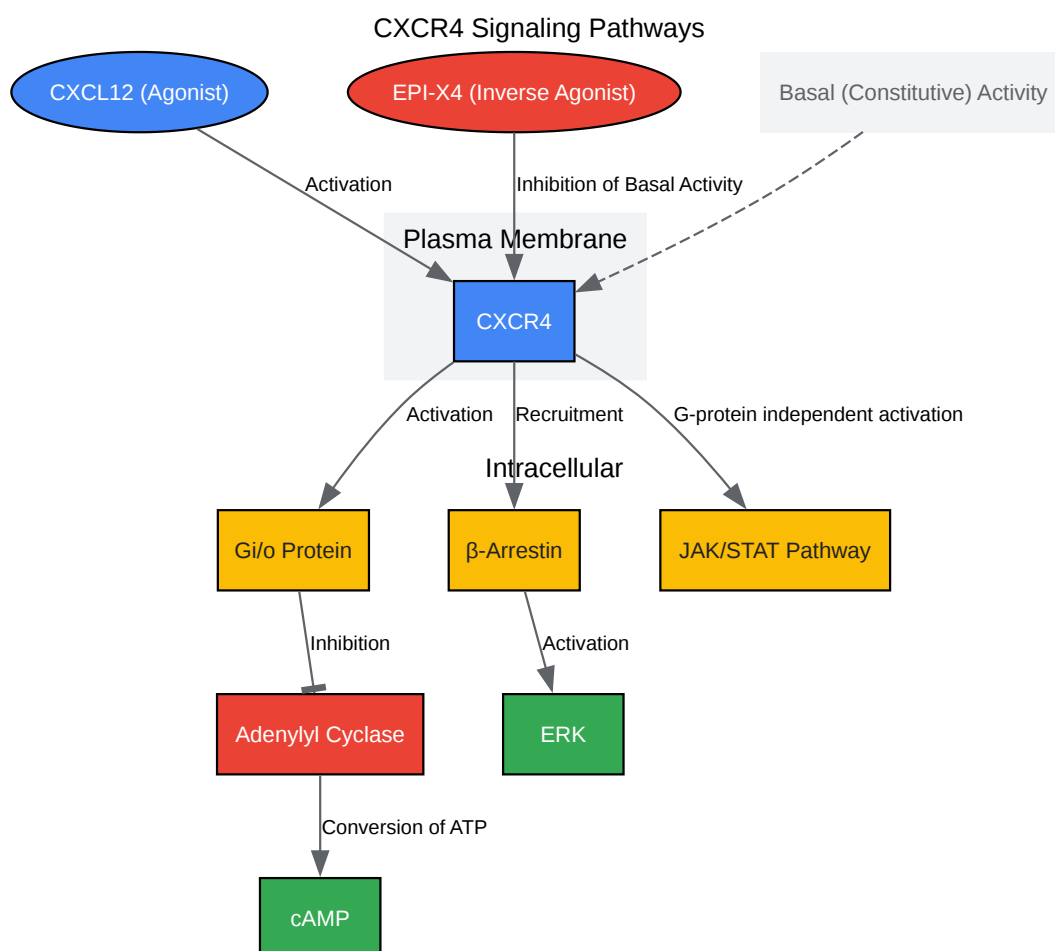 CXCR4 Signaling Pathways
CXCL12 (Agonist)
EPI-X4 (Inverse Agonist)
Basal (Constitutive) Activity
Activation
Inhibition of Basal Activity
Plasma Membrane
CXCR4
Activation
Recruitment
G-protein independent activation
Intracellular
Gi/o Protein
β-Arrestin
JAK/STAT Pathway
Inhibition
Activation
Adenylyl Cyclase
ERK
Conversion of ATP
cAMP